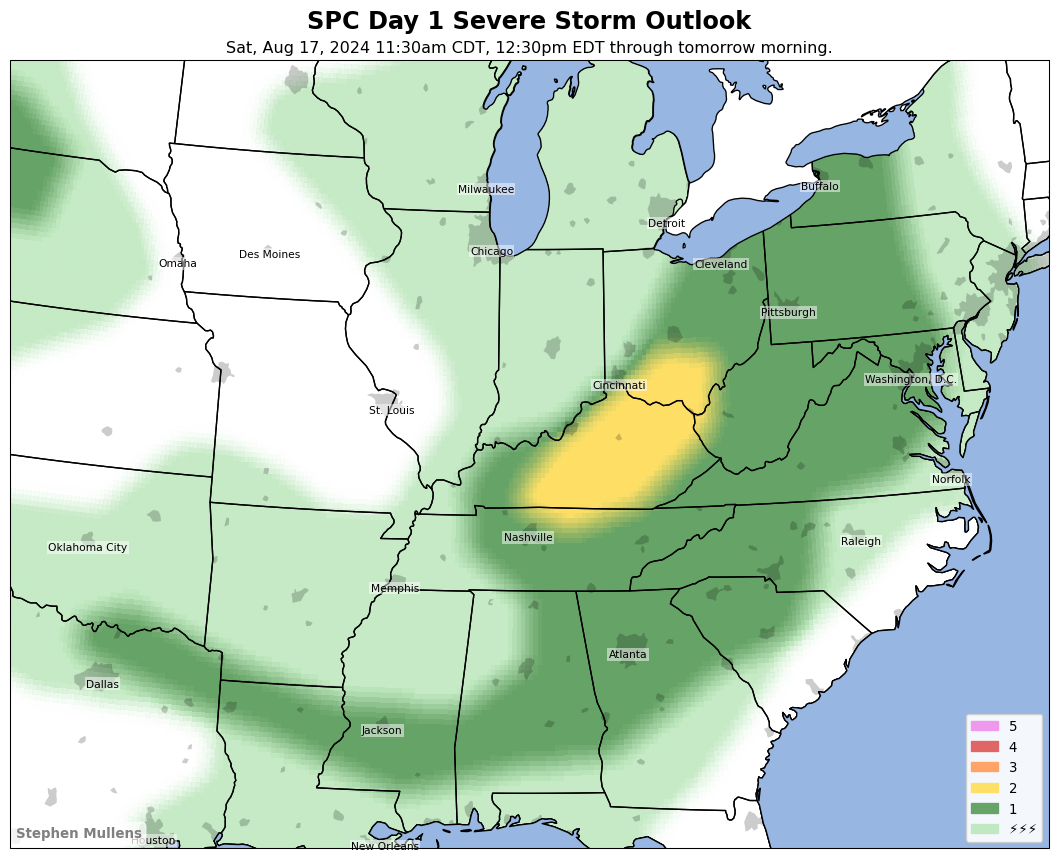 SPC Day 1 Severe Storm Outlook
Sat, Aug 17, 2024 11:30am CDT, 12:30pm EDT through tomorrow morning.
Buffalo
Milwaukee
Detroit
Chicago
Des Moines
Omaha
Cleveland
Pittsburgh
Washington, D.C.
Cincinnati
St. Louis
Norfolk
Nashville
Raleigh
Oklahoma City
Memphis
Atlanta
Dallas
Jackson
5
4
3
2
1
⚡⚡⚡
Stephen Mullens
Houston
New Orleans